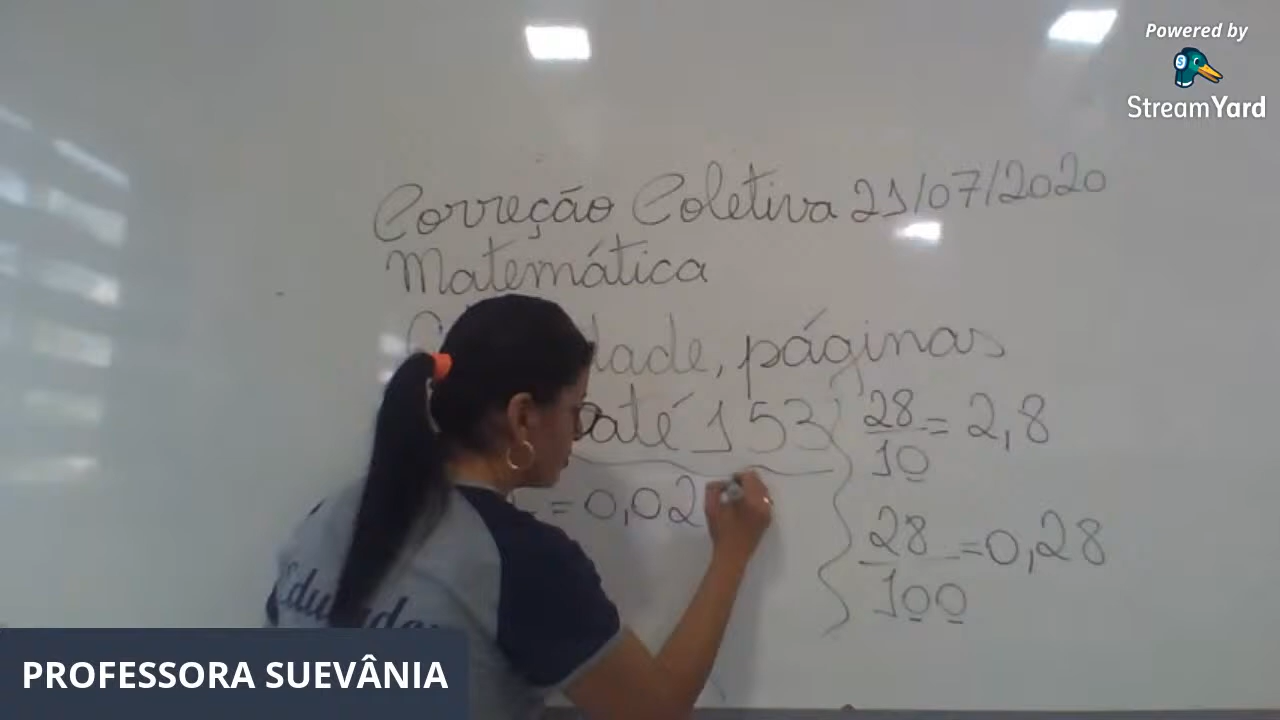 Powered by
StreamYard
Correção Coletiva 21/07/2020
Matemática
páginas
até 153
28/10 = 2,8
= 0,02
28/100 = 0,28
PROFESSORA SUEVÂNIA